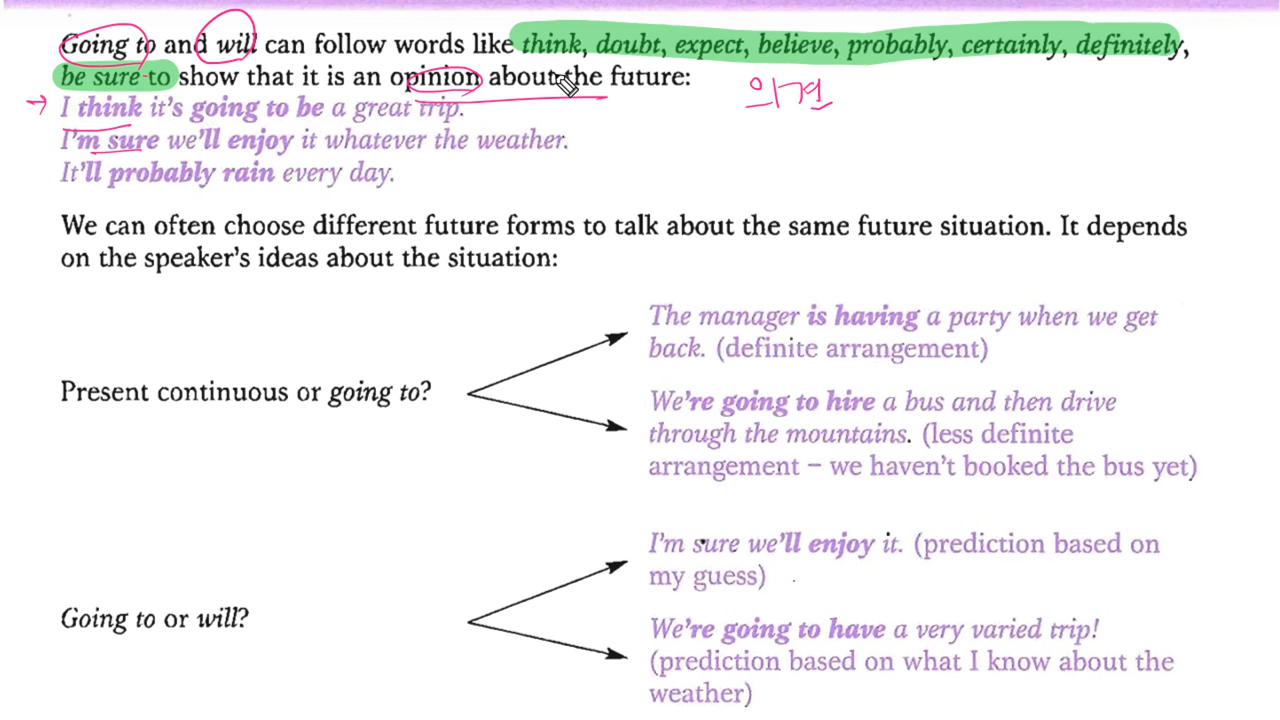 Going to and will can follow words like think, doubt, expect, believe, probably, certainly, definitely,
be sure to show that it is an opinion about the future:
의견
I think it's going to be a great trip.
I'm sure we'll enjoy it whatever the weather.
It'll probably rain every day.
We can often choose different future forms to talk about the same future situation. It depends
on the speaker's ideas about the situation:
The manager is having a party when we get
back. (definite arrangement)
Present continuous or going to?
We're going to hire a bus and then drive
through the mountains. (less definite
arrangement – we haven't booked the bus yet)
I'm sure we'll enjoy it. (prediction based on
my guess)
Going to or will?
We're going to have a very varied trip!
(prediction based on what I know about the
weather)